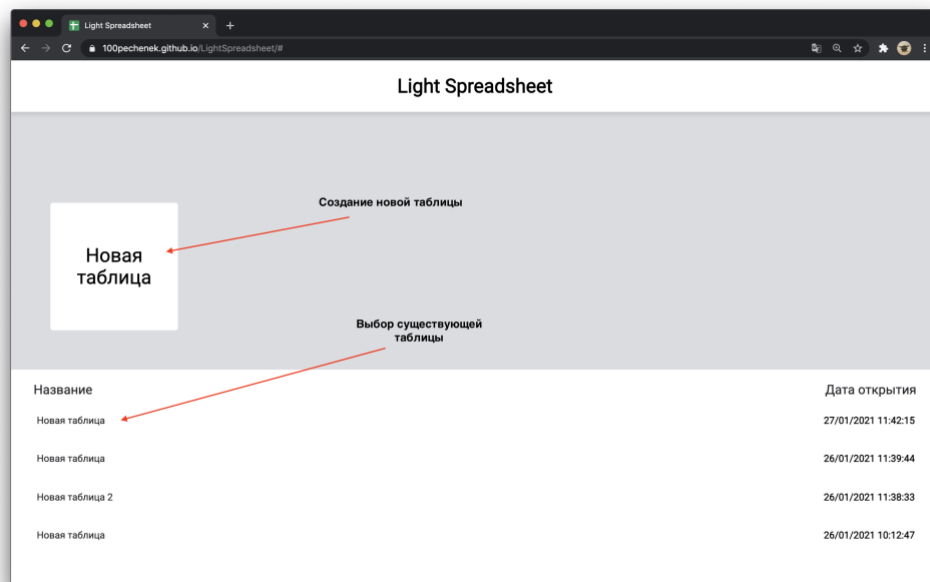 Light Spreadsheet
100pechenek.github.io/LightSpreadsheet/#
Light Spreadsheet
Создание новой таблицы
Новая
таблица
Выбор существующей
таблицы
Название Дата открытия
Новая таблица 27/01/2021 11:42:15
Новая таблица 26/01/2021 11:39:44
Новая таблица 2 26/01/2021 11:38:33
Новая таблица 26/01/2021 10:12:47